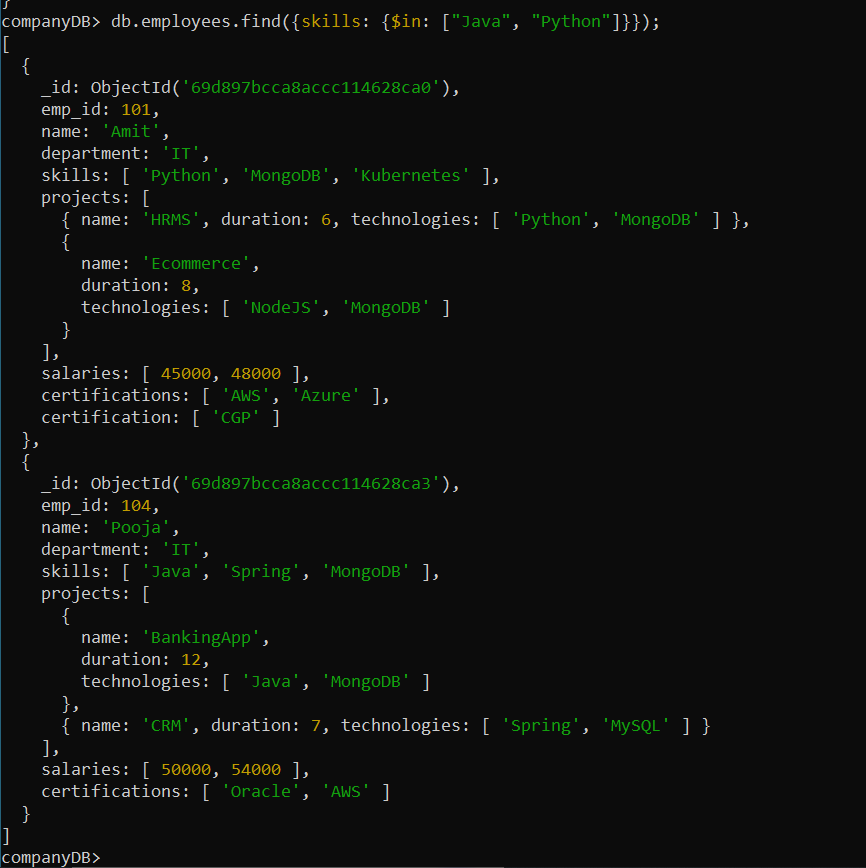 }
companyDB> db.employees.find({skills: {$in: ["Java", "Python"]}});
[
  {
    _id: ObjectId('69d897bcca8accc114628ca0'),
    emp_id: 101,
    name: 'Amit',
    department: 'IT',
    skills: [ 'Python', 'MongoDB', 'Kubernetes' ],
    projects: [
      { name: 'HRMS', duration: 6, technologies: [ 'Python', 'MongoDB' ] },
      {
        name: 'Ecommerce',
        duration: 8,
        technologies: [ 'NodeJS', 'MongoDB' ]
      }
    ],
    salaries: [ 45000, 48000 ],
    certifications: [ 'AWS', 'Azure' ],
    certification: [ 'CGP' ]
  },
  {
    _id: ObjectId('69d897bcca8accc114628ca3'),
    emp_id: 104,
    name: 'Pooja',
    department: 'IT',
    skills: [ 'Java', 'Spring', 'MongoDB' ],
    projects: [
      {
        name: 'BankingApp',
        duration: 12,
        technologies: [ 'Java', 'MongoDB' ]
      },
      { name: 'CRM', duration: 7, technologies: [ 'Spring', 'MySQL' ] }
    ],
    salaries: [ 50000, 54000 ],
    certifications: [ 'Oracle', 'AWS' ]
  }
]
companyDB>